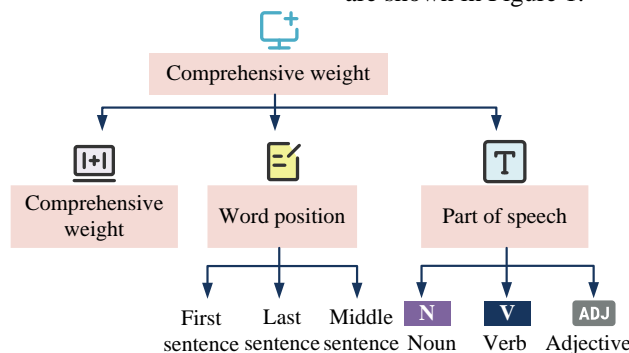 are shown in Figure 1.
Comprehensive weight
|+|
T
Comprehensive
weight
Word position
Part of speech
N
V
ADJ
First
sentence
Last
sentence
Middle
sentence
Noun
Verb
Adjective